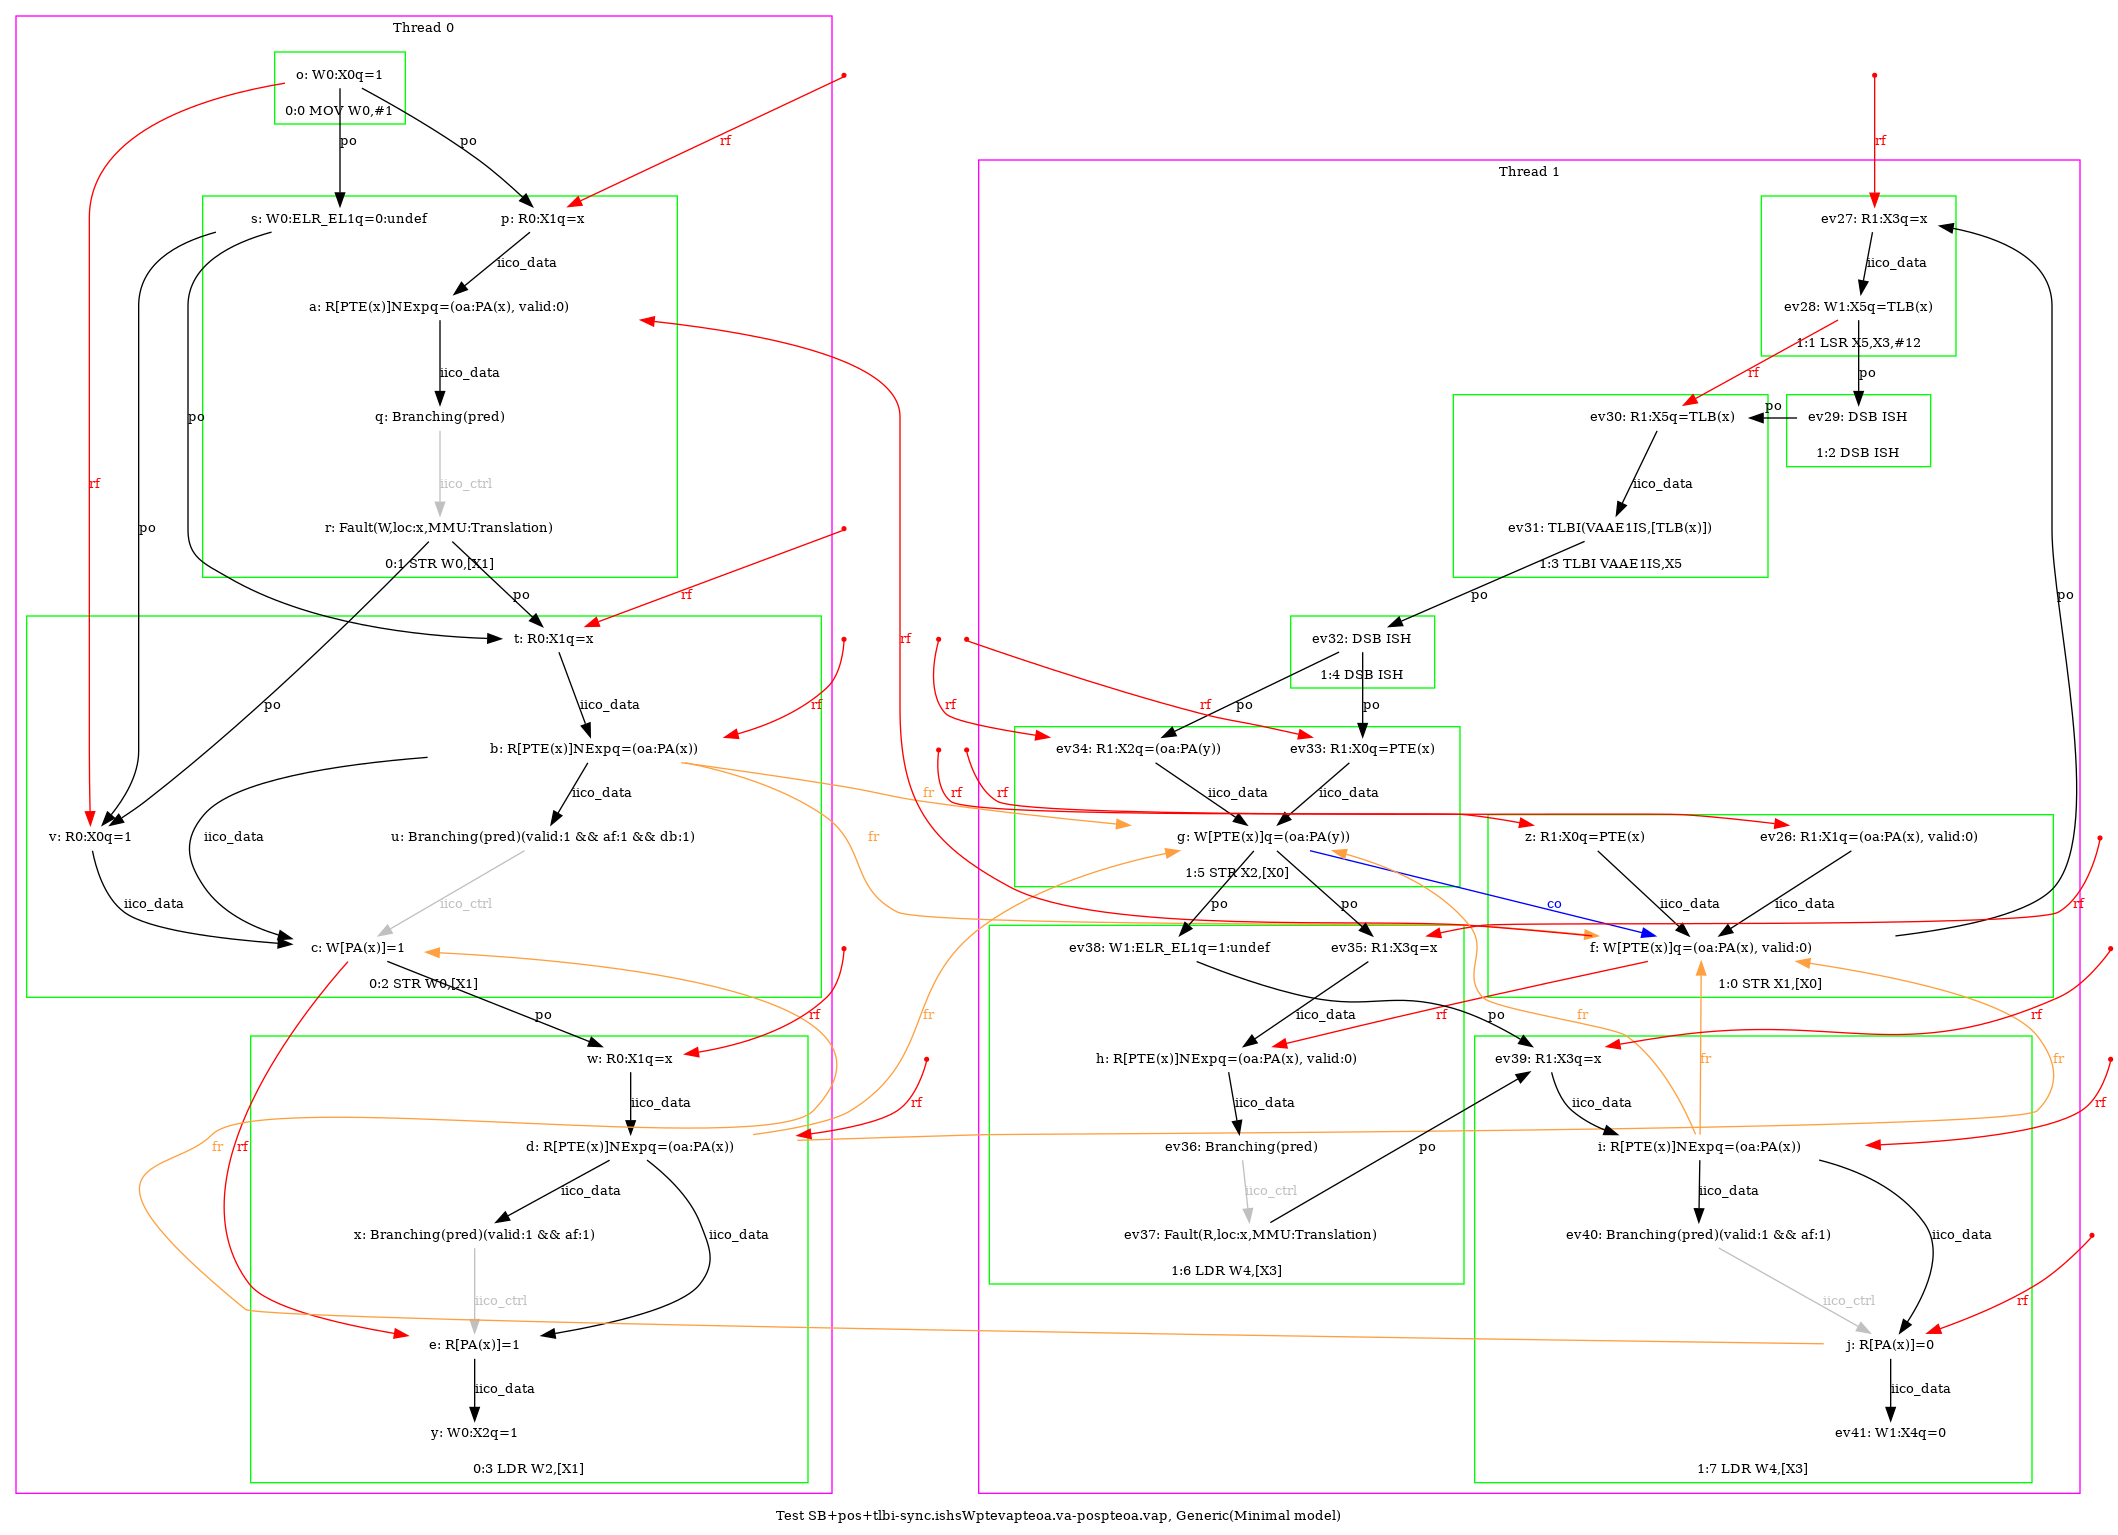 Thread 0
o: W0:X0q=1
0:0 MOV W0,#1
po
po
rf
rf
s: W0:ELR_EL1q=0:undef
p: R0:X1q=x
iico_data
a: R[PTE(x)]NExpq=(oa:PA(x), valid:0)
iico_data
q: Branching(pred)
po
rf
iico_ctrl
po
r: Fault(W,loc:x,MMU:Translation)
0:1 STR W0,[X1]
po
rf
t: R0:X1q=x
rf
po
iico_data
rf
b: R[PTE(x)]NExpq=(oa:PA(x))
iico_data
fr
v: R0:X0q=1
iico_data
u: Branching(pred)(valid:1 && af:1 && db:1)
fr
iico_data
iico_ctrl
c: W[PA(x)]=1
0:2 STR W0,[X1]
po
rf
fr
w: R0:X1q=x
iico_data
rf
fr
rf
d: R[PTE(x)]NExpq=(oa:PA(x))
iico_data
x: Branching(pred)(valid:1 && af:1)
iico_data
iico_ctrl
e: R[PA(x)]=1
iico_data
y: W0:X2q=1
0:3 LDR W2,[X1]
Thread 1
rf
ev27: R1:X3q=x
iico_data
ev28: W1:X5q=TLB(x)
1:1 LSR X5,X3,#12
rf
po
po
ev30: R1:X5q=TLB(x)
ev29: DSB ISH
1:2 DSB ISH
iico_data
ev31: TLBI(VAAE1IS,[TLB(x)])
1:3 TLBI VAAE1IS,X5
po
po
ev32: DSB ISH
1:4 DSB ISH
rf
rf
po
po
ev34: R1:X2q=(oa:PA(y))
ev33: R1:X0q=PTE(x)
rf
rf
iico_data
iico_data
g: W[PTE(x)]q=(oa:PA(y))
z: R1:X0q=PTE(x)
ev26: R1:X1q=(oa:PA(x), valid:0)
1:5 STR X2,[X0]
po
po
co
iico_data
iico_data
rf
ev38: W1:ELR_EL1q=1:undef
ev35: R1:X3q=x
f: W[PTE(x)]q=(oa:PA(x), valid:0)
1:0 STR X1,[X0]
iico_data
rf
po
fr
rf
h: R[PTE(x)]NExpq=(oa:PA(x), valid:0)
ev39: R1:X3q=x
fr
fr
iico_data
iico_data
rf
ev36: Branching(pred)
po
i: R[PTE(x)]NExpq=(oa:PA(x))
iico_ctrl
iico_data
ev37: Fault(R,loc:x,MMU:Translation)
ev40: Branching(pred)(valid:1 && af:1)
iico_data
1:6 LDR W4,[X3]
iico_ctrl
rf
j: R[PA(x)]=0
iico_data
ev41: W1:X4q=0
1:7 LDR W4,[X3]
Test SB+pos+tlbi-sync.ishsWptevapteoa.va-pospteoa.vap, Generic(Minimal model)